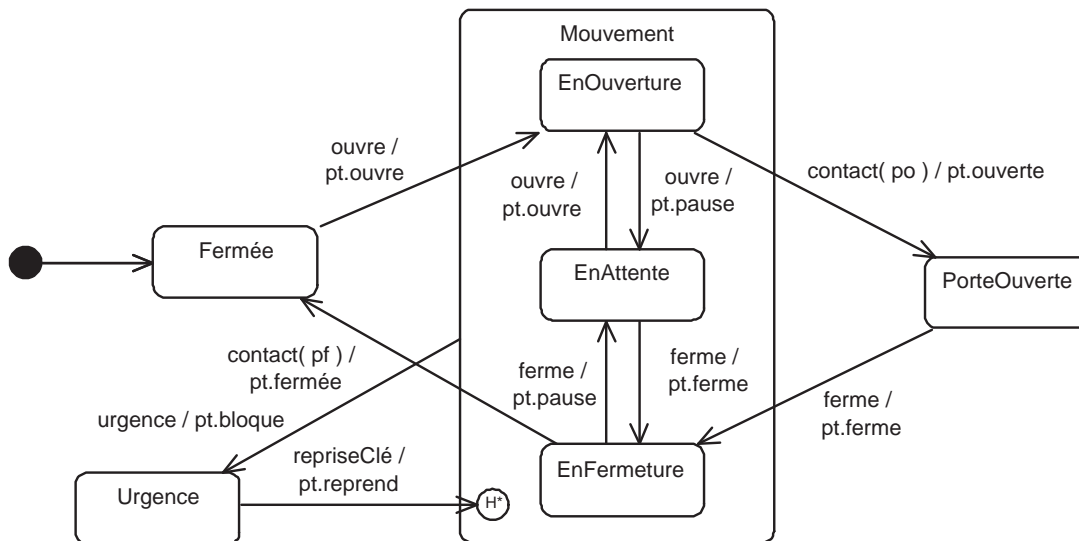 Mouvement
EnOuverture
ouvre /
pt.ouvre
ouvre /
pt.ouvre
ouvre /
pt.pause
contact( po ) / pt.ouverte
Fermée
EnAttente
PorteOuverte
contact( pf ) /
pt.fermée
ferme /
pt.pause
ferme /
pt.ferme
ferme /
pt.ferme
urgence / pt.bloque
repriseClé /
pt.reprend
EnFermeture
Urgence
H*